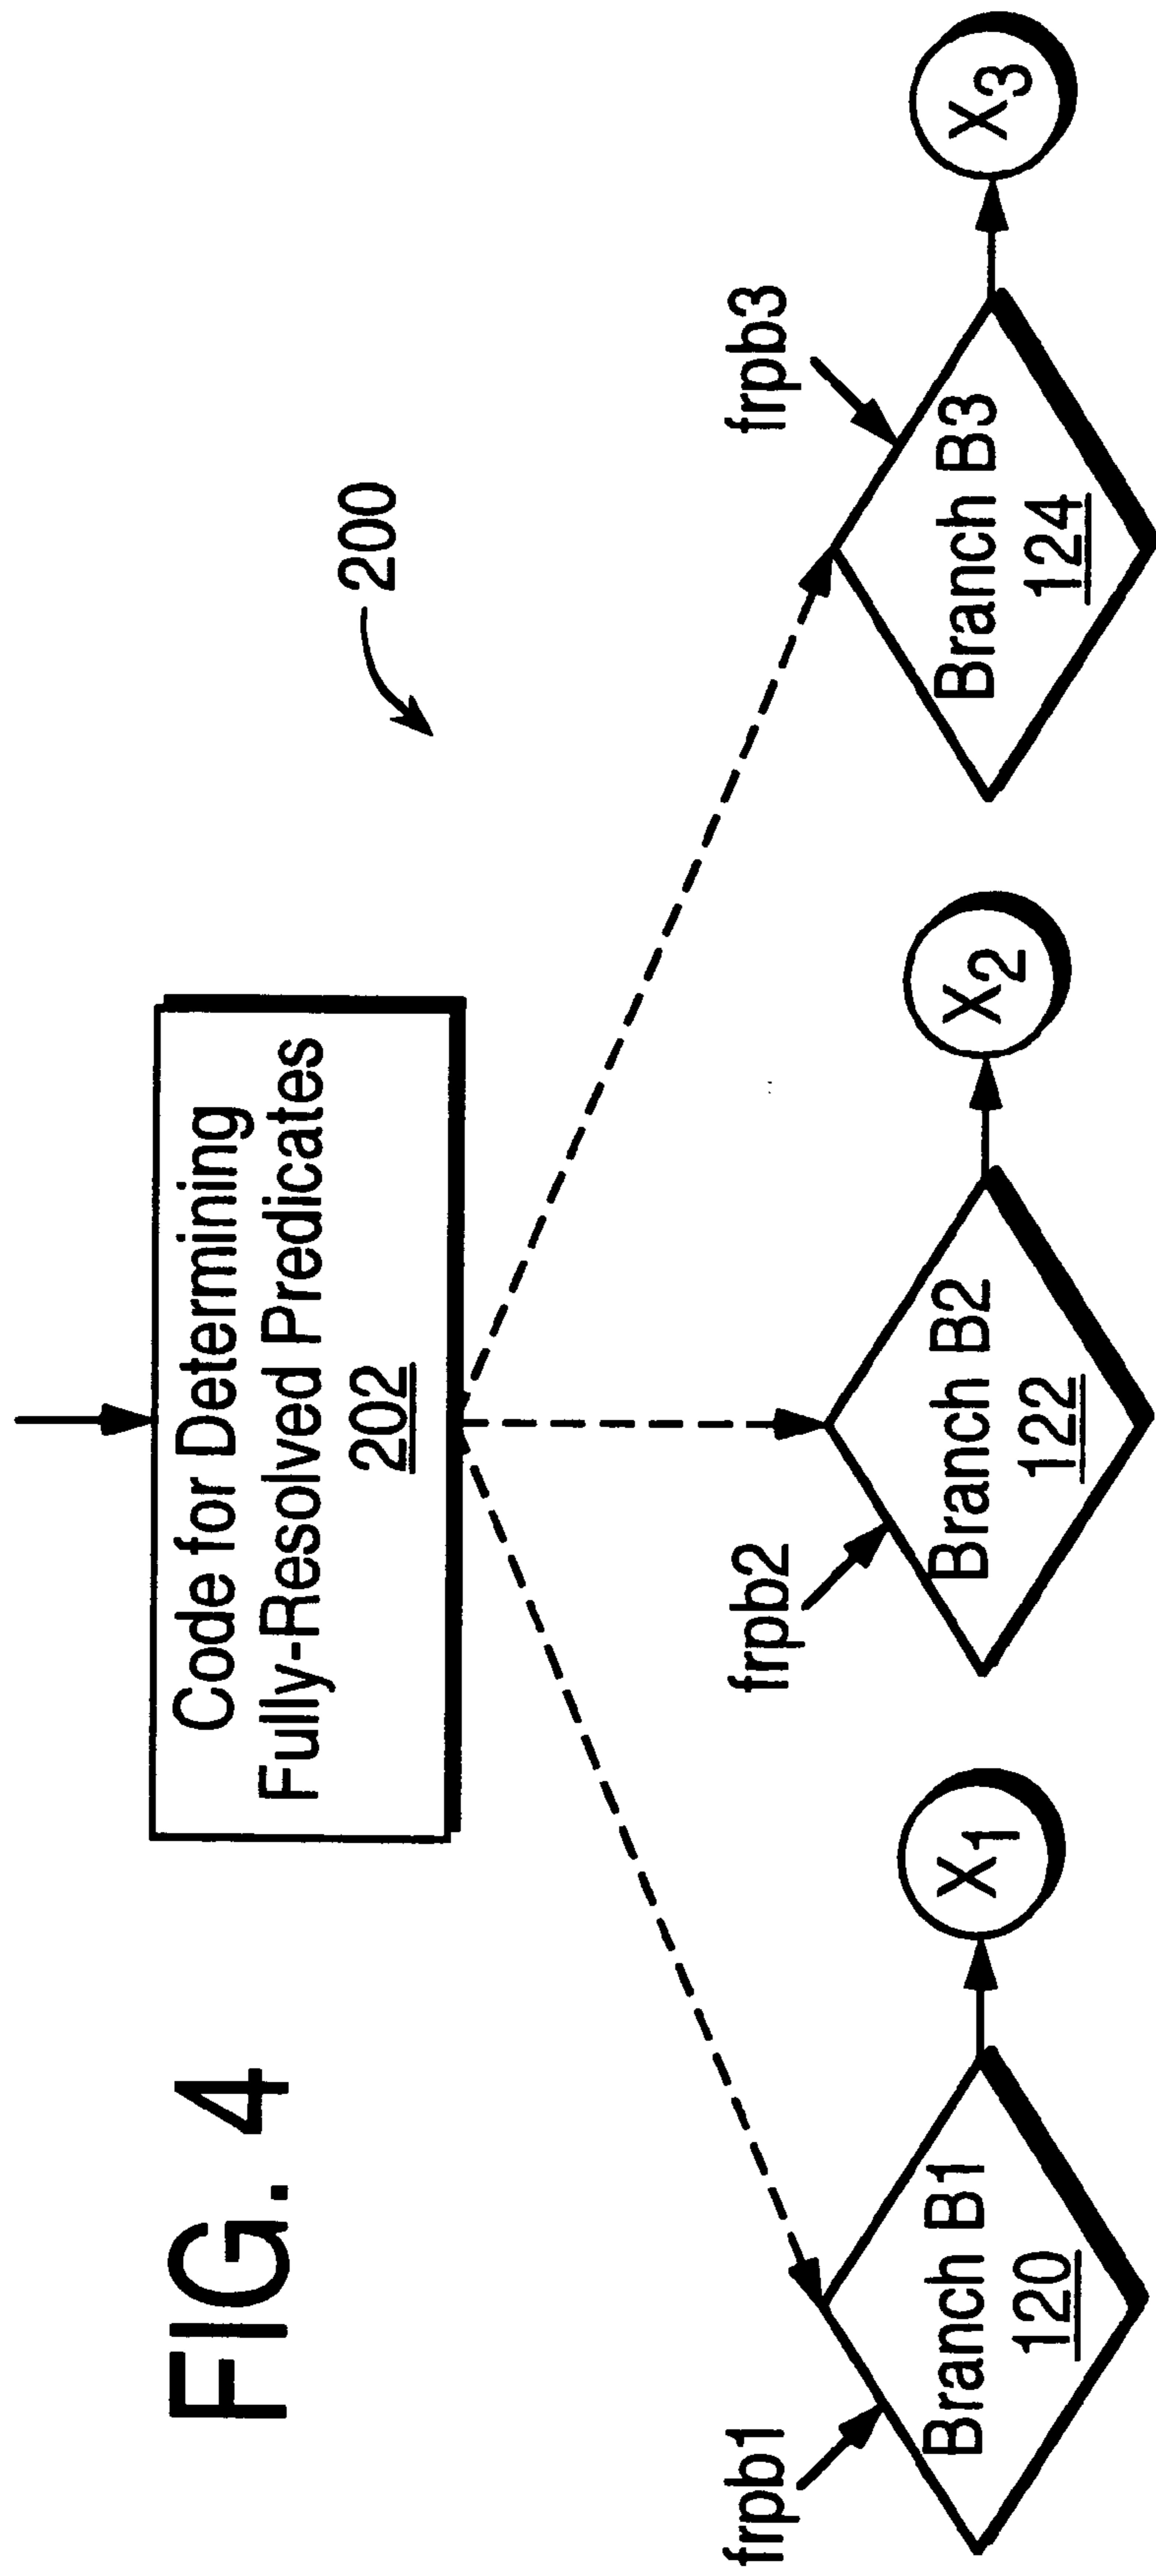 FIG. 4
200
Code for Determining
Fully-Resolved Predicates
202
frpb1
Branch B1
120
X1
frpb2
Branch B2
122
X2
frpb3
Branch B3
124
X3